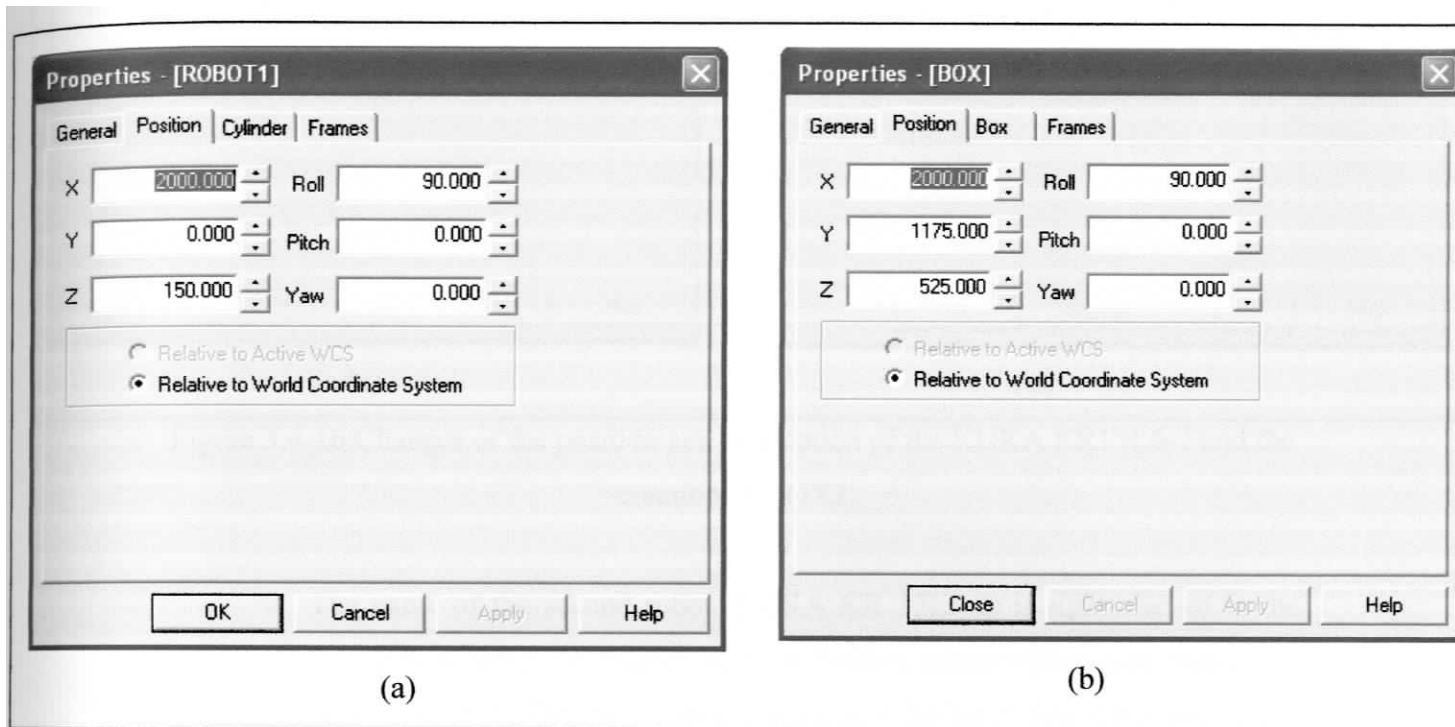 Properties - [ROBOT1]
General Position Cylinder Frames
X 2000.000 Roll 90.000
Y 0.000 Pitch 0.000
Z 150.000 Yaw 0.000
Relative to Active WCS
Relative to World Coordinate System
OK Cancel Apply Help
(a)
Properties - [BOX]
General Position Box Frames
X 2000.000 Roll 90.000
Y 1175.000 Pitch 0.000
Z 525.000 Yaw 0.000
Relative to Active WCS
Relative to World Coordinate System
Close Cancel Apply Help
(b)